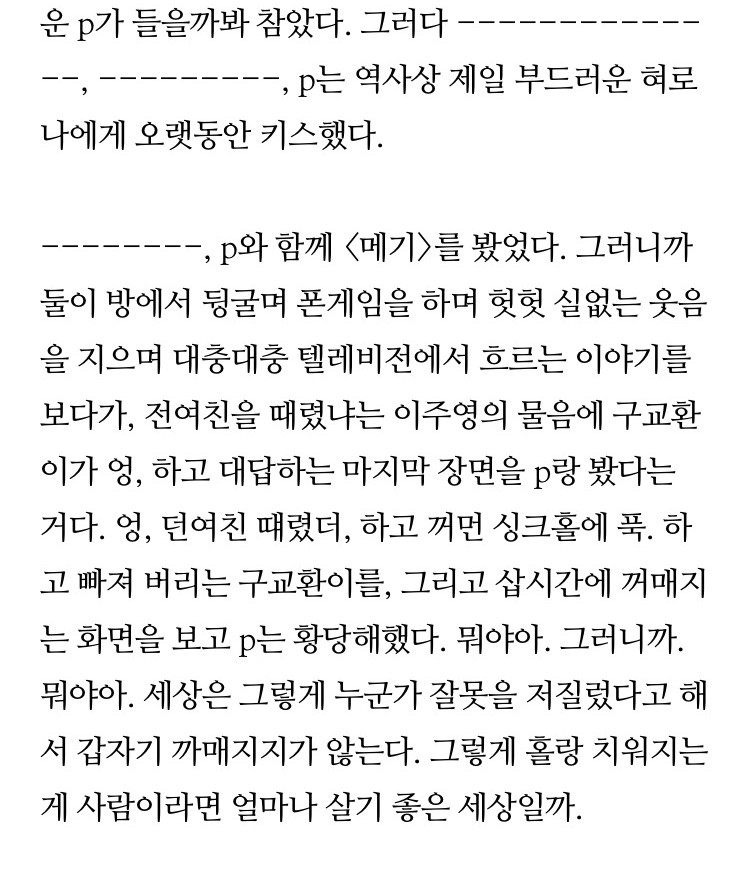 운 p가 들을까봐 참았다. 그러다 -------------
--, ---------, p는 역사상 제일 부드러운 혀로
나에게 오랫동안 키스했다.
--------, p와 함께 〈메기〉를 봤었다. 그러니까
둘이 방에서 뒹굴며 폰게임을 하며 헛헛 실없는 웃음
을 지으며 대충대충 텔레비전에서 흐르는 이야기를
보다가, 전여친을 때렸냐는 이주영의 물음에 구교환
이가 엉, 하고 대답하는 마지막 장면을 p랑 봤다는
거다. 엉, 던여친 떄렸더, 하고 꺼먼 싱크홀에 푹. 하
고 빠져 버리는 구교환이를, 그리고 삽시간에 꺼매지
는 화면을 보고 p는 황당해했다. 뭐야아. 그러니까.
뭐야아. 세상은 그렇게 누군가 잘못을 저질렀다고 해
서 갑자기 까매지지가 않는다. 그렇게 홀랑 치워지는
게 사람이라면 얼마나 살기 좋은 세상일까.